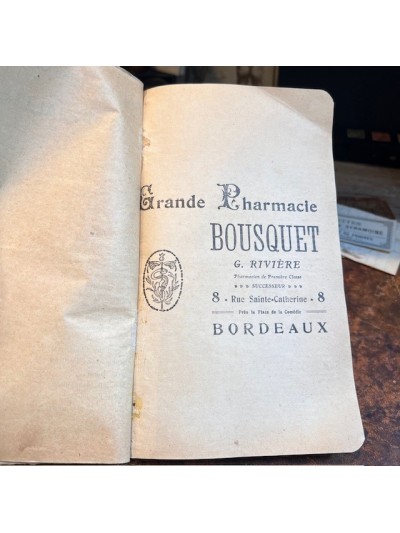 Grande Pharmacie
BOUSQUET
G. RIVIÈRE
Pharmacien de Première Classe
SUCCESSEUR
8 - Rue Sainte-Catherine - 8
Près la Place de la Comédie
BORDEAUX